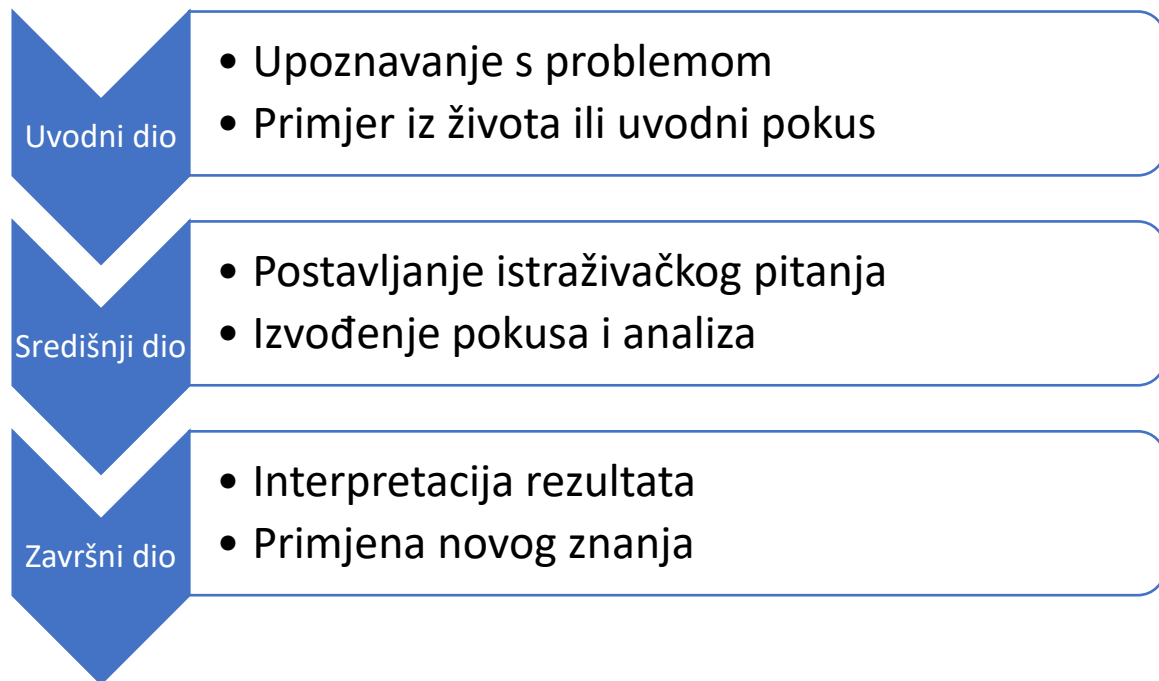 Uvodni dio
• Upoznavanje s problemom
• Primjer iz života ili uvodni pokus
Središnji dio
• Postavljanje istraživačkog pitanja
• Izvođenje pokusa i analiza
Završni dio
• Interpretacija rezultata
• Primjena novog znanja